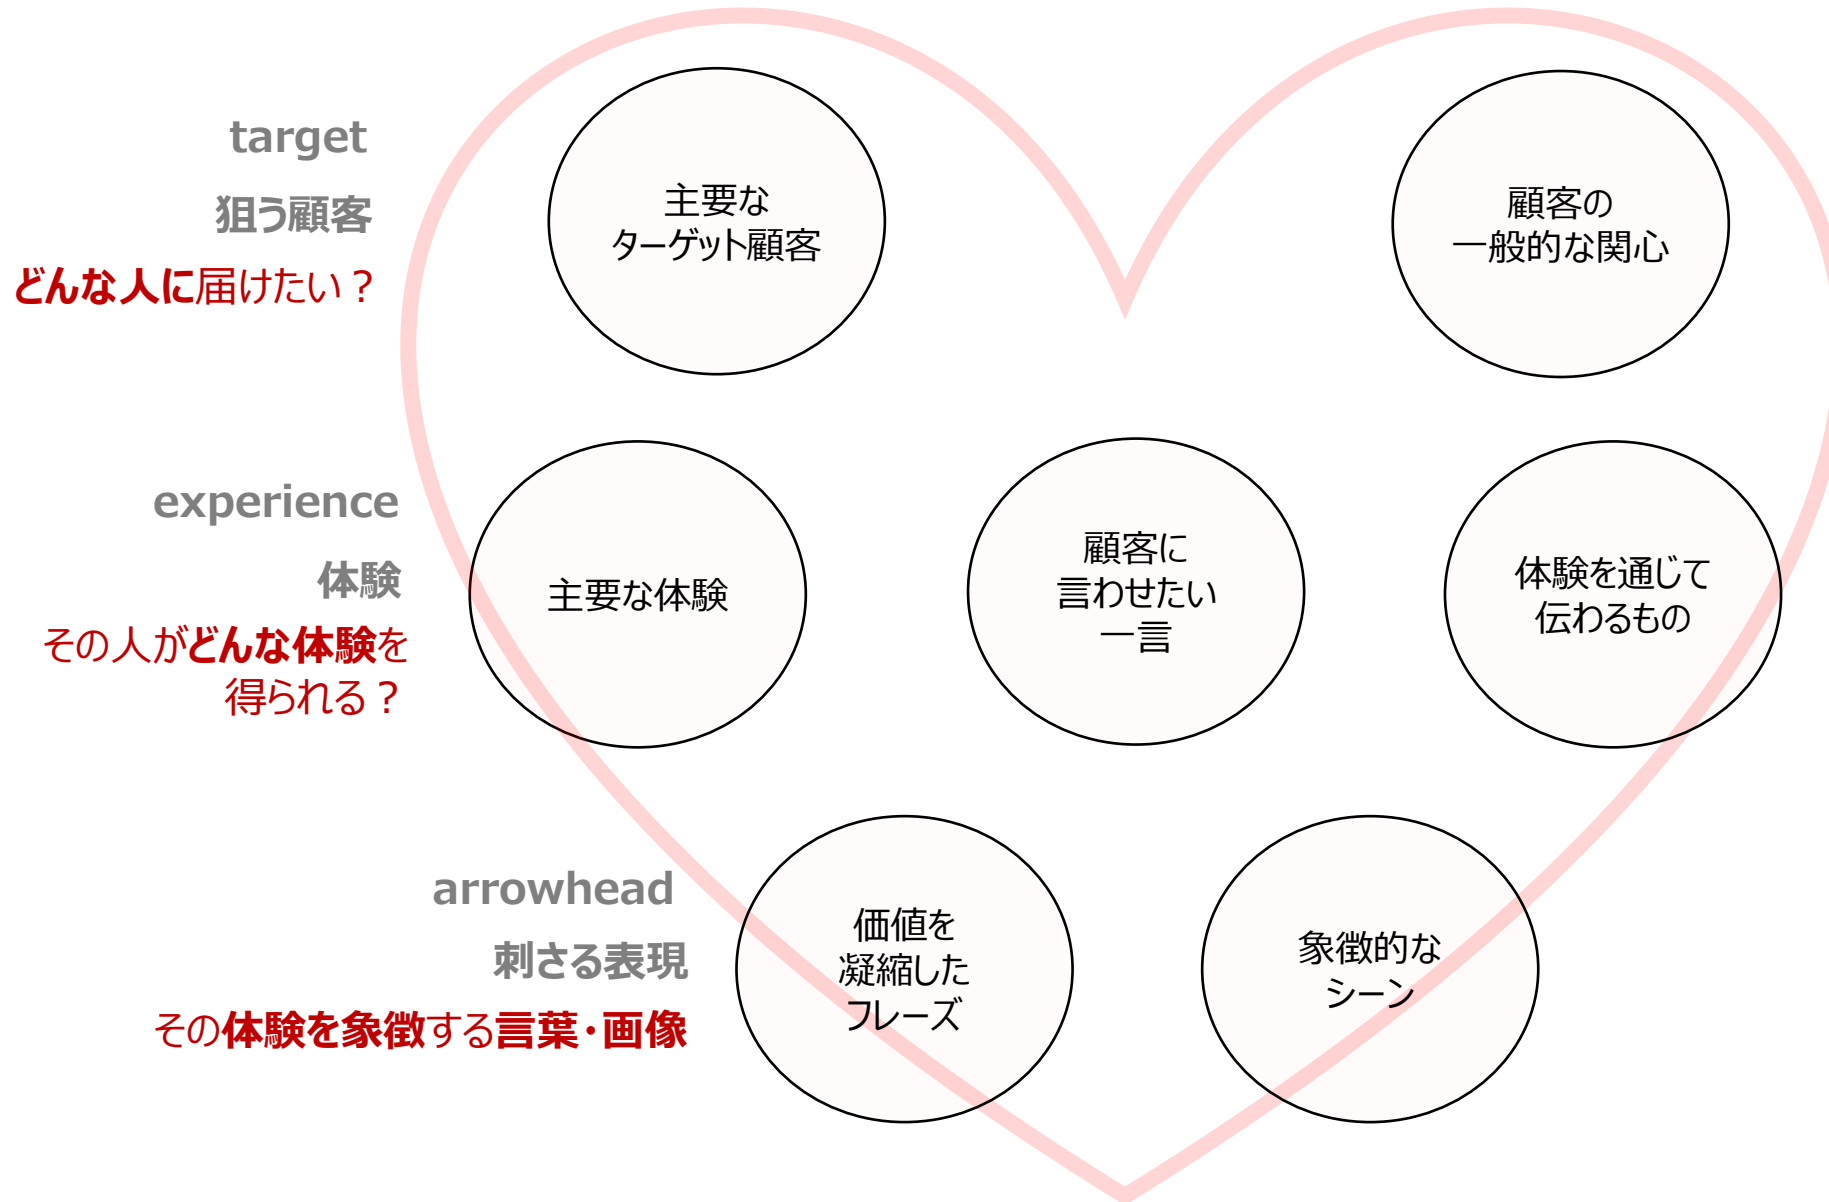 target
狙う顧客
どんな人に届けたい？
主要な
ターゲット顧客
顧客の
一般的な関心
experience
体験
その人がどんな体験を
得られる？
主要な体験
顧客に
言わせたい
一言
体験を通じて
伝わるもの
arrowhead
刺さる表現
その体験を象徴する言葉・画像
価値を
凝縮した
フレーズ
象徴的な
シーン